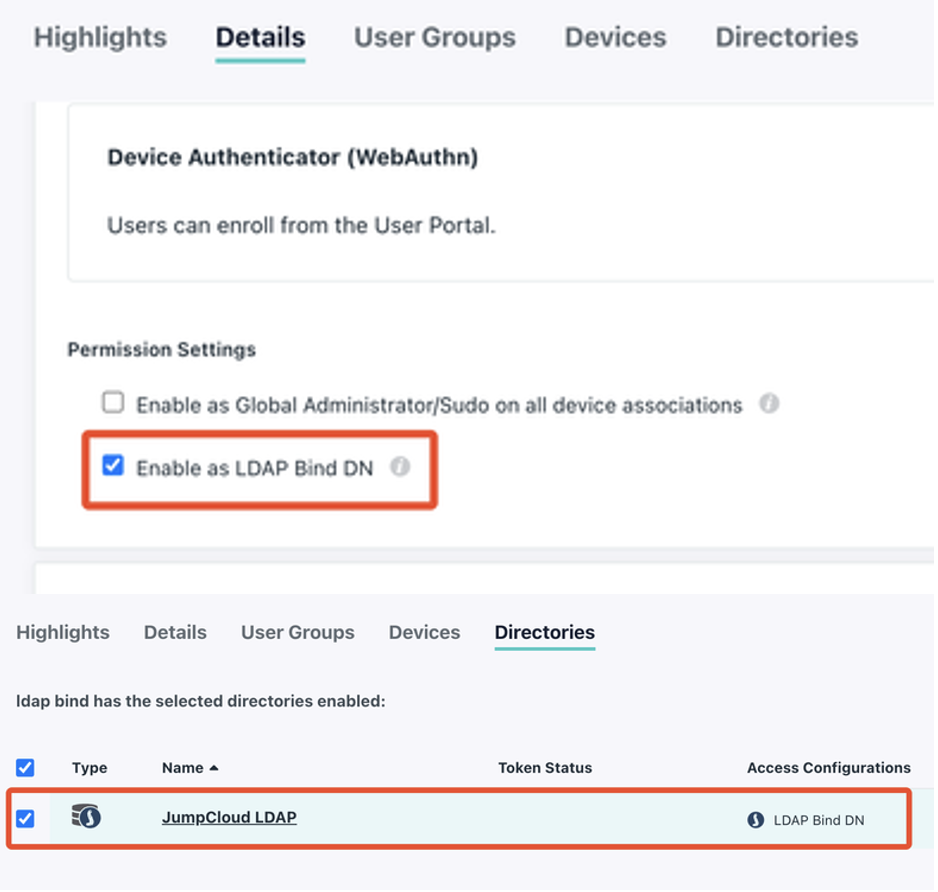 Highlights Details User Groups Devices Directories
Device Authenticator (WebAuthn)
Users can enroll from the User Portal.
Permission Settings
Enable as Global Administrator/Sudo on all device associations
Enable as LDAP Bind DN
Highlights Details User Groups Devices Directories
ldap bind has the selected directories enabled:
Type Name Token Status Access Configurations
JumpCloud LDAP LDAP Bind DN